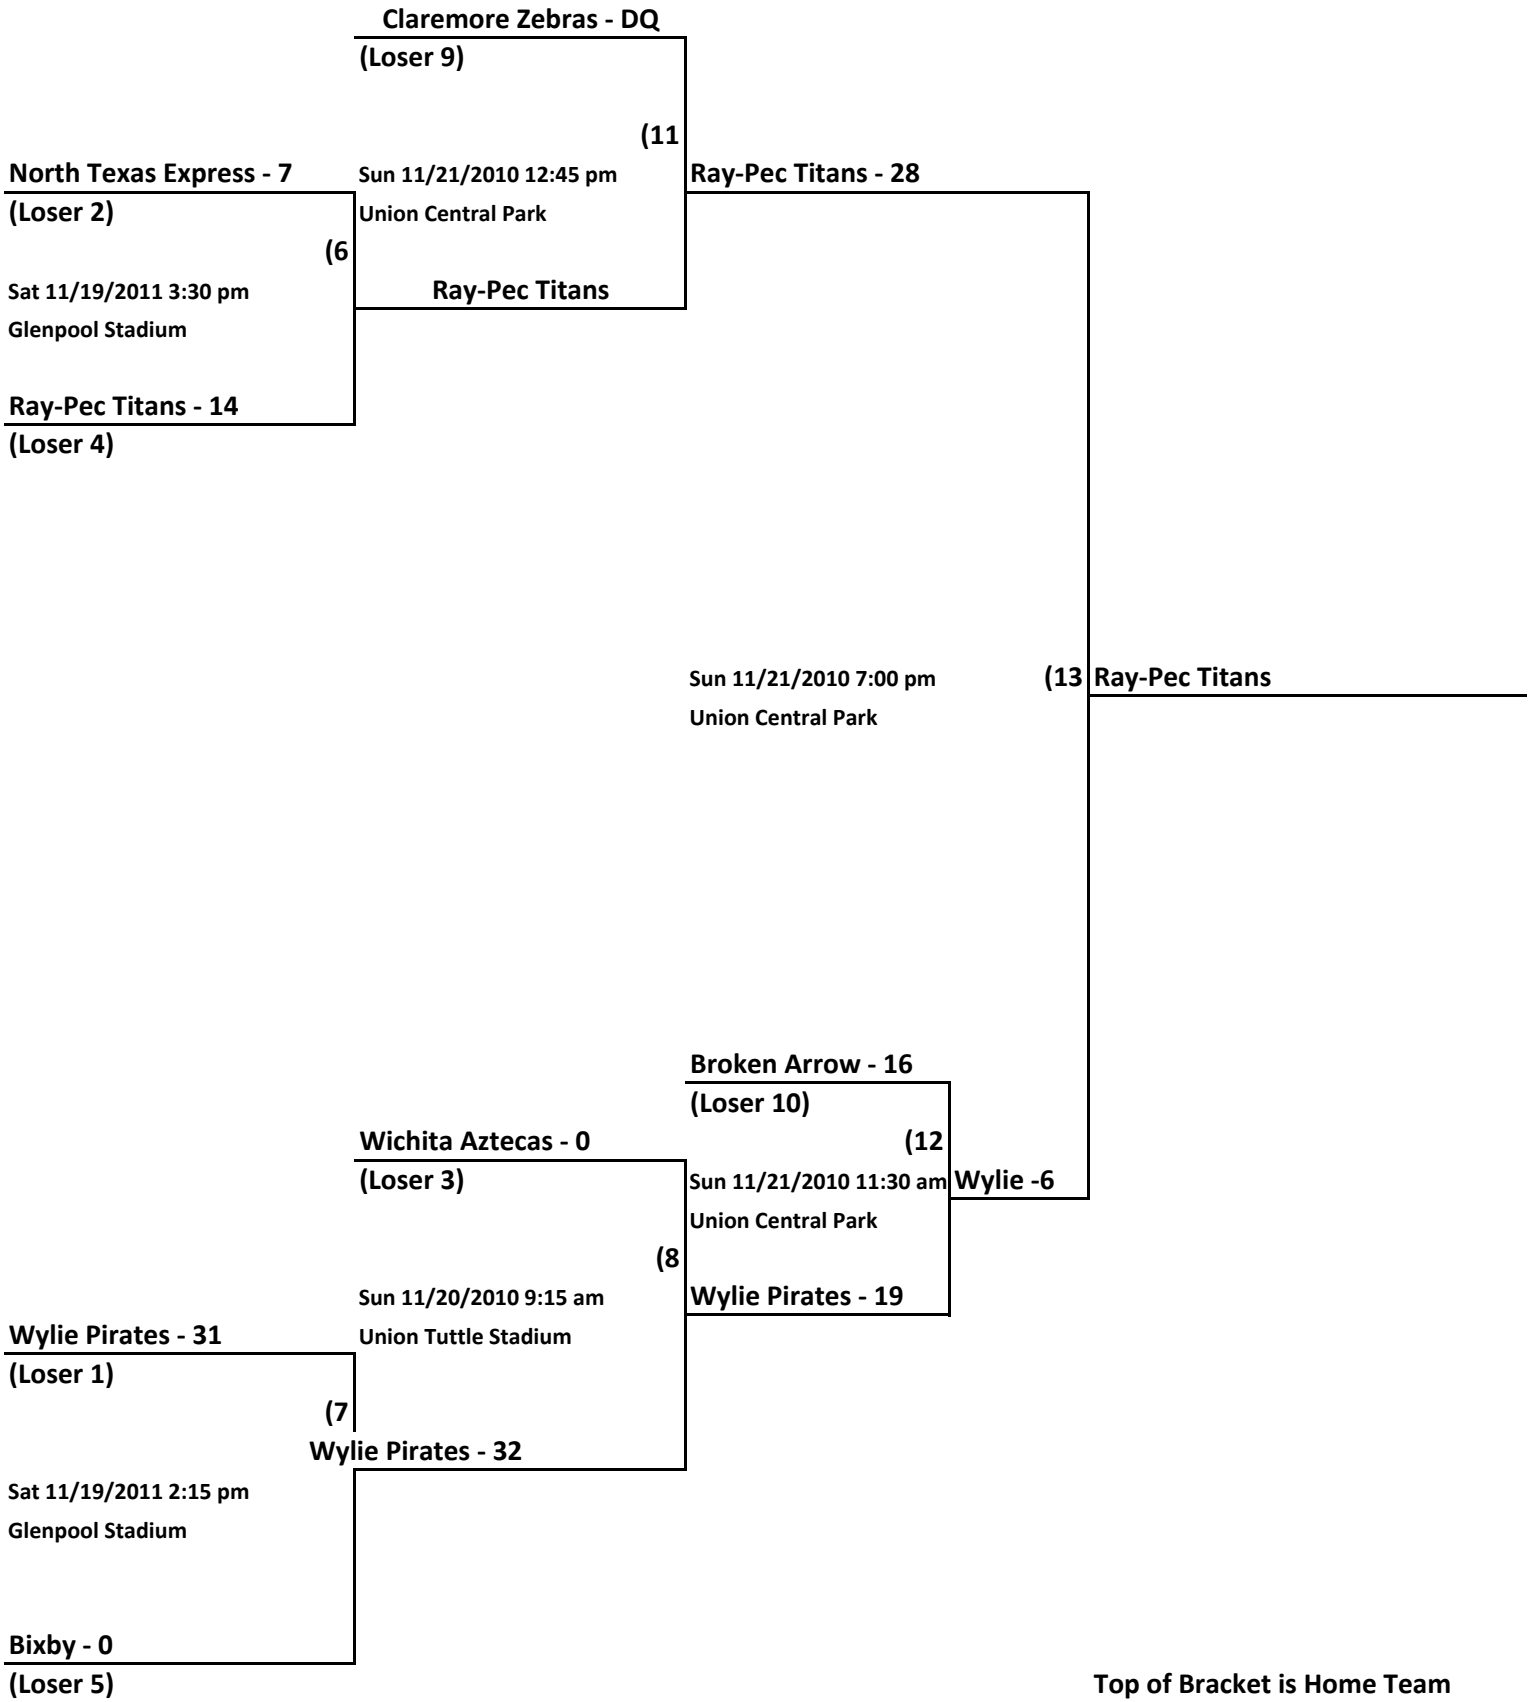 Claremore Zebras - DQ
(Loser 9)
(11
North Texas Express - 7
Sun 11/21/2010 12:45 pm
Ray-Pec Titans - 28
(Loser 2)
Union Central Park
(6
Sat 11/19/2011 3:30 pm
Ray-Pec Titans
Glenpool Stadium
Ray-Pec Titans - 14
(Loser 4)
Sun 11/21/2010 7:00 pm
(13
Ray-Pec Titans
Union Central Park
Broken Arrow - 16
(Loser 10)
Wichita Aztecas - 0
(12
(Loser 3)
Sun 11/21/2010 11:30 am
Wylie -6
Union Central Park
(8
Sun 11/20/2010 9:15 am
Wylie Pirates - 19
Wylie Pirates - 31
Union Tuttle Stadium
(Loser 1)
(7
Wylie Pirates - 32
Sat 11/19/2011 2:15 pm
Glenpool Stadium
Bixby - 0
(Loser 5)
Top of Bracket is Home Team